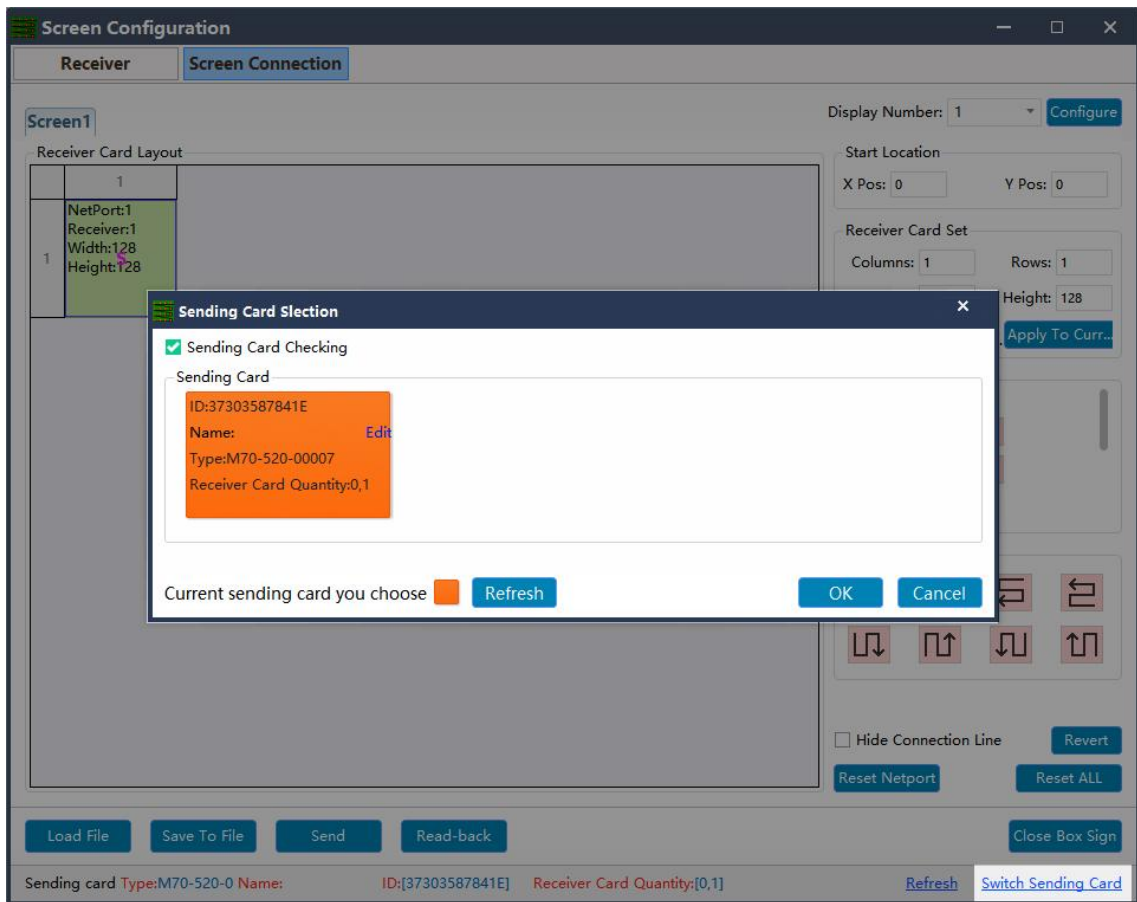 Screen Configuration
Receiver
Screen Connection
Screen1
Display Number: 1
Configure
Receiver Card Layout
1
1
NetPort:1
Receiver:1
Width:128
Height:128
S
Start Location
X Pos: 0
Y Pos: 0
Receiver Card Set
Columns: 1
Rows: 1
Height: 128
Apply To Curr...
Sending Card Slection
Sending Card Checking
Sending Card
ID:37303587841E
Name:
Edit
Type:M70-520-00007
Receiver Card Quantity:0,1
Current sending card you choose
Refresh
OK
Cancel
Hide Connection Line
Revert
Reset Netport
Reset ALL
Load File
Save To File
Send
Read-back
Close Box Sign
Sending card Type:M70-520-0 Name:
ID:[37303587841E]
Receiver Card Quantity:[0,1]
Refresh
Switch Sending Card